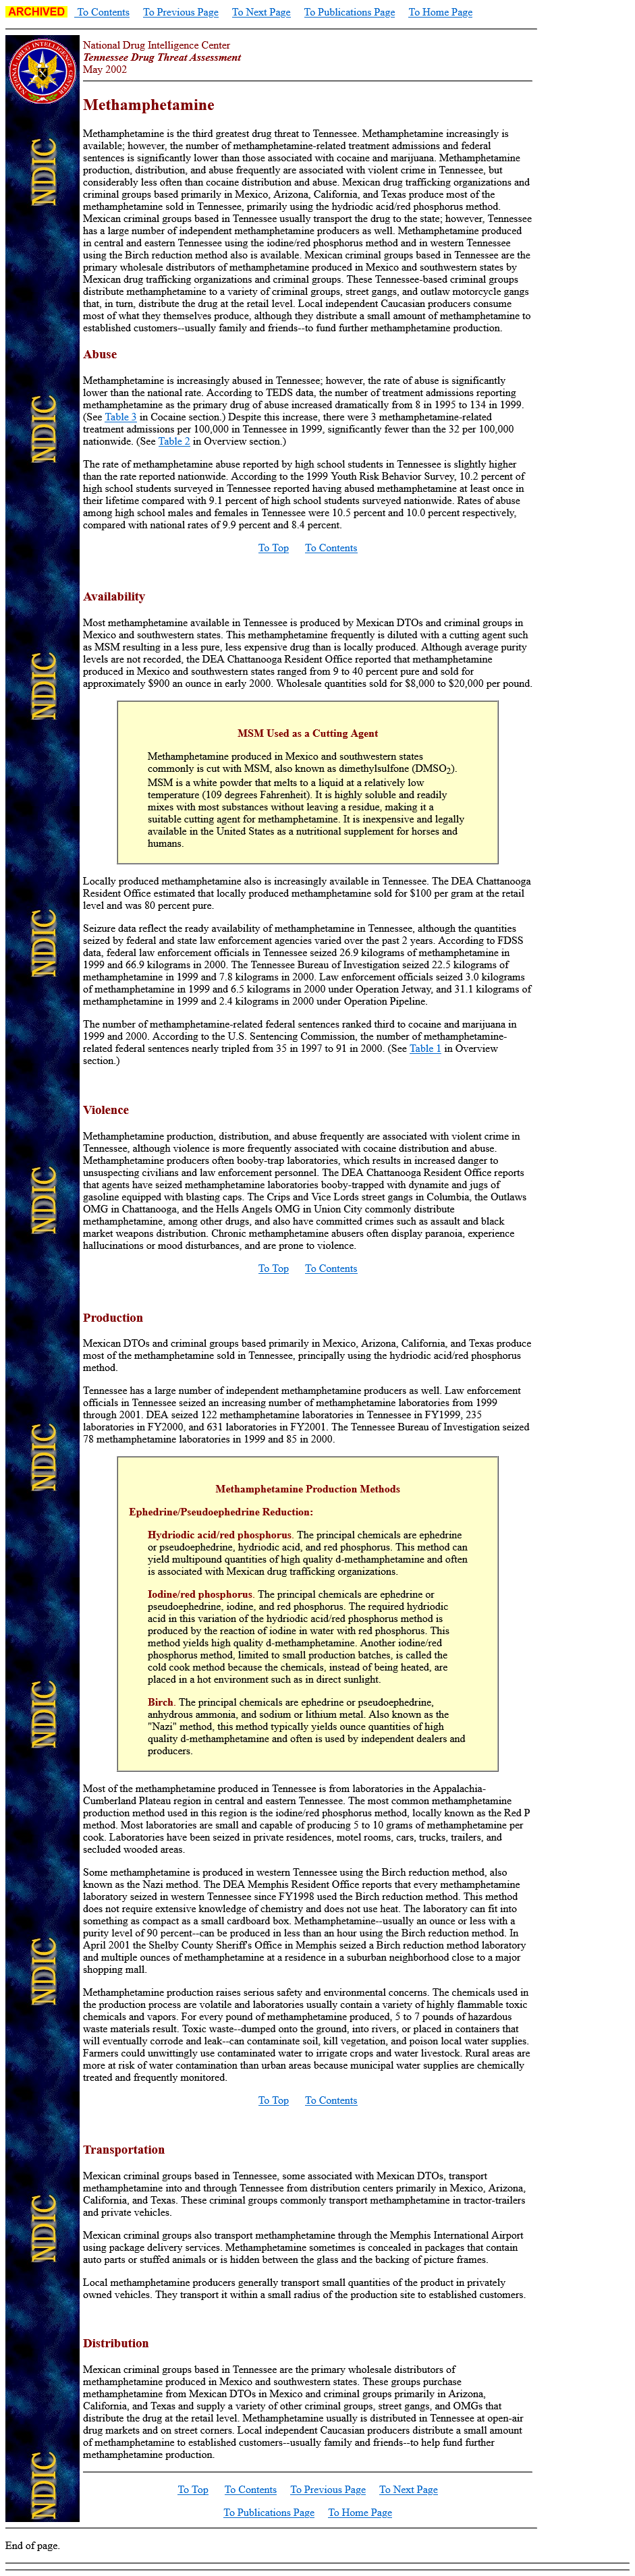 ARCHIVED To Contents To Previous Page To Next Page To Publications Page To Home Page
National Drug Intelligence Center
Tennessee Drug Threat Assessment
May 2002
Methamphetamine
Methamphetamine is the third greatest drug threat to Tennessee. Methamphetamine increasingly is
available; however, the number of methamphetamine-related treatment admissions and federal
sentences is significantly lower than those associated with cocaine and marijuana. Methamphetamine
production, distribution, and abuse frequently are associated with violent crime in Tennessee, but
considerably less often than cocaine distribution and abuse. Mexican drug trafficking organizations and
criminal groups based primarily in Mexico, Arizona, California, and Texas produce most of the
methamphetamine sold in Tennessee, primarily using the hydriodic acid/red phosphorus method.
Mexican criminal groups based in Tennessee usually transport the drug to the state; however, Tennessee
has a large number of independent methamphetamine producers as well. Methamphetamine produced
in central and eastern Tennessee using the iodine/red phosphorus method and in western Tennessee
using the Birch reduction method also is available. Mexican criminal groups based in Tennessee are the
primary wholesale distributors of methamphetamine produced in Mexico and southwestern states by
Mexican drug trafficking organizations and criminal groups. These Tennessee-based criminal groups
distribute methamphetamine to a variety of criminal groups, street gangs, and outlaw motorcycle gangs
that, in turn, distribute the drug at the retail level. Local independent Caucasian producers consume
most of what they themselves produce, although they distribute a small amount of methamphetamine to
established customers--usually family and friends--to fund further methamphetamine production.
Abuse
Methamphetamine is increasingly abused in Tennessee; however, the rate of abuse is significantly
lower than the national rate. According to TEDS data, the number of treatment admissions reporting
methamphetamine as the primary drug of abuse increased dramatically from 8 in 1995 to 134 in 1999.
(See Table 3 in Cocaine section.) Despite this increase, there were 3 methamphetamine-related
treatment admissions per 100,000 in Tennessee in 1999, significantly fewer than the 32 per 100,000
nationwide. (See Table 2 in Overview section.)
The rate of methamphetamine abuse reported by high school students in Tennessee is slightly higher
than the rate reported nationwide. According to the 1999 Youth Risk Behavior Survey, 10.2 percent of
high school students surveyed in Tennessee reported having abused methamphetamine at least once in
their lifetime compared with 9.1 percent of high school students surveyed nationwide. Rates of abuse
among high school males and females in Tennessee were 10.5 percent and 10.0 percent respectively,
compared with national rates of 9.9 percent and 8.4 percent.
To Top To Contents
Availability
Most methamphetamine available in Tennessee is produced by Mexican DTOs and criminal groups in
Mexico and southwestern states. This methamphetamine frequently is diluted with a cutting agent such
as MSM resulting in a less pure, less expensive drug than is locally produced. Although average purity
levels are not recorded, the DEA Chattanooga Resident Office reported that methamphetamine
produced in Mexico and southwestern states ranged from 9 to 40 percent pure and sold for
approximately $900 an ounce in early 2000. Wholesale quantities sold for $8,000 to $20,000 per pound.
MSM Used as a Cutting Agent
Methamphetamine produced in Mexico and southwestern states
commonly is cut with MSM, also known as dimethylsulfone (DMSO2).
MSM is a white powder that melts to a liquid at a relatively low
temperature (109 degrees Fahrenheit). It is highly soluble and readily
mixes with most substances without leaving a residue, making it a
suitable cutting agent for methamphetamine. It is inexpensive and legally
available in the United States as a nutritional supplement for horses and
humans.
Locally produced methamphetamine also is increasingly available in Tennessee. The DEA Chattanooga
Resident Office estimated that locally produced methamphetamine sold for $100 per gram at the retail
level and was 80 percent pure.
Seizure data reflect the ready availability of methamphetamine in Tennessee, although the quantities
seized by federal and state law enforcement agencies varied over the past 2 years. According to FDSS
data, federal law enforcement officials in Tennessee seized 26.9 kilograms of methamphetamine in
1999 and 66.9 kilograms in 2000. The Tennessee Bureau of Investigation seized 22.5 kilograms of
methamphetamine in 1999 and 7.8 kilograms in 2000. Law enforcement officials seized 3.0 kilograms
of methamphetamine in 1999 and 6.5 kilograms in 2000 under Operation Jetway, and 31.1 kilograms of
methamphetamine in 1999 and 2.4 kilograms in 2000 under Operation Pipeline.
The number of methamphetamine-related federal sentences ranked third to cocaine and marijuana in
1999 and 2000. According to the U.S. Sentencing Commission, the number of methamphetamine-
related federal sentences nearly tripled from 35 in 1997 to 91 in 2000. (See Table 1 in Overview
section.)
Violence
Methamphetamine production, distribution, and abuse frequently are associated with violent crime in
Tennessee, although violence is more frequently associated with cocaine distribution and abuse.
Methamphetamine producers often booby-trap laboratories, which results in increased danger to
unsuspecting civilians and law enforcement personnel. The DEA Chattanooga Resident Office reports
that agents have seized methamphetamine laboratories booby-trapped with dynamite and jugs of
gasoline equipped with blasting caps. The Crips and Vice Lords street gangs in Columbia, the Outlaws
OMG in Chattanooga, and the Hells Angels OMG in Union City commonly distribute
methamphetamine, among other drugs, and also have committed crimes such as assault and black
market weapons distribution. Chronic methamphetamine abusers often display paranoia, experience
hallucinations or mood disturbances, and are prone to violence.
To Top To Contents
Production
Mexican DTOs and criminal groups based primarily in Mexico, Arizona, California, and Texas produce
most of the methamphetamine sold in Tennessee, principally using the hydriodic acid/red phosphorus
method.
Tennessee has a large number of independent methamphetamine producers as well. Law enforcement
officials in Tennessee seized an increasing number of methamphetamine laboratories from 1999
through 2001. DEA seized 122 methamphetamine laboratories in Tennessee in FY1999, 235
laboratories in FY2000, and 631 laboratories in FY2001. The Tennessee Bureau of Investigation seized
78 methamphetamine laboratories in 1999 and 85 in 2000.
Methamphetamine Production Methods
Ephedrine/Pseudoephedrine Reduction:
Hydriodic acid/red phosphorus. The principal chemicals are ephedrine
or pseudoephedrine, hydriodic acid, and red phosphorus. This method can
yield multipound quantities of high quality d-methamphetamine and often
is associated with Mexican drug trafficking organizations.
Iodine/red phosphorus. The principal chemicals are ephedrine or
pseudoephedrine, iodine, and red phosphorus. The required hydriodic
acid in this variation of the hydriodic acid/red phosphorus method is
produced by the reaction of iodine in water with red phosphorus. This
method yields high quality d-methamphetamine. Another iodine/red
phosphorus method, limited to small production batches, is called the
cold cook method because the chemicals, instead of being heated, are
placed in a hot environment such as in direct sunlight.
Birch. The principal chemicals are ephedrine or pseudoephedrine,
anhydrous ammonia, and sodium or lithium metal. Also known as the
"Nazi" method, this method typically yields ounce quantities of high
quality d-methamphetamine and often is used by independent dealers and
producers.
Most of the methamphetamine produced in Tennessee is from laboratories in the Appalachia-
Cumberland Plateau region in central and eastern Tennessee. The most common methamphetamine
production method used in this region is the iodine/red phosphorus method, locally known as the Red P
method. Most laboratories are small and capable of producing 5 to 10 grams of methamphetamine per
cook. Laboratories have been seized in private residences, motel rooms, cars, trucks, trailers, and
secluded wooded areas.
Some methamphetamine is produced in western Tennessee using the Birch reduction method, also
known as the Nazi method. The DEA Memphis Resident Office reports that every methamphetamine
laboratory seized in western Tennessee since FY1998 used the Birch reduction method. This method
does not require extensive knowledge of chemistry and does not use heat. The laboratory can fit into
something as compact as a small cardboard box. Methamphetamine--usually an ounce or less with a
purity level of 90 percent--can be produced in less than an hour using the Birch reduction method. In
April 2001 the Shelby County Sheriff's Office in Memphis seized a Birch reduction method laboratory
and multiple ounces of methamphetamine at a residence in a suburban neighborhood close to a major
shopping mall.
Methamphetamine production raises serious safety and environmental concerns. The chemicals used in
the production process are volatile and laboratories usually contain a variety of highly flammable toxic
chemicals and vapors. For every pound of methamphetamine produced, 5 to 7 pounds of hazardous
waste materials result. Toxic waste--dumped onto the ground, into rivers, or placed in containers that
will eventually corrode and leak--can contaminate soil, kill vegetation, and poison local water supplies.
Farmers could unwittingly use contaminated water to irrigate crops and water livestock. Rural areas are
more at risk of water contamination than urban areas because municipal water supplies are chemically
treated and frequently monitored.
To Top To Contents
Transportation
Mexican criminal groups based in Tennessee, some associated with Mexican DTOs, transport
methamphetamine into and through Tennessee from distribution centers primarily in Mexico, Arizona,
California, and Texas. These criminal groups commonly transport methamphetamine in tractor-trailers
and private vehicles.
Mexican criminal groups also transport methamphetamine through the Memphis International Airport
using package delivery services. Methamphetamine sometimes is concealed in packages that contain
auto parts or stuffed animals or is hidden between the glass and the backing of picture frames.
Local methamphetamine producers generally transport small quantities of the product in privately
owned vehicles. They transport it within a small radius of the production site to established customers.
Distribution
Mexican criminal groups based in Tennessee are the primary wholesale distributors of
methamphetamine produced in Mexico and southwestern states. These groups purchase
methamphetamine from Mexican DTOs in Mexico and criminal groups primarily in Arizona,
California, and Texas and supply a variety of other criminal groups, street gangs, and OMGs that
distribute the drug at the retail level. Methamphetamine usually is distributed in Tennessee at open-air
drug markets and on street corners. Local independent Caucasian producers distribute a small amount
of methamphetamine to established customers--usually family and friends--to help fund further
methamphetamine production.
To Top To Contents To Previous Page To Next Page
To Publications Page To Home Page
End of page.
NATIONAL DRUG INTELLIGENCE CENTER
NDIC
NDIC
NDIC
NDIC
NDIC
NDIC
NDIC
NDIC
NDIC
NDIC